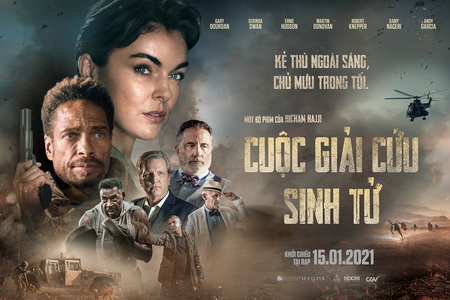 GARY DOURDAN
SERINDA SWAN
ERNIE HUDSON
MARTIN DONOVAN
ROBERT KNEPPER
SAMY NACERI
ANDY GARCIA
KẺ THÙ NGOÀI SÁNG,
CHỦ MƯU TRONG TỐI.
MỘT BỘ PHIM CỦA HICHAM HAJJI
CUỘC GIẢI CỨU
SINH TỬ
KHỞI CHIẾU
TẠI RẠP
15.01.2021
CGV